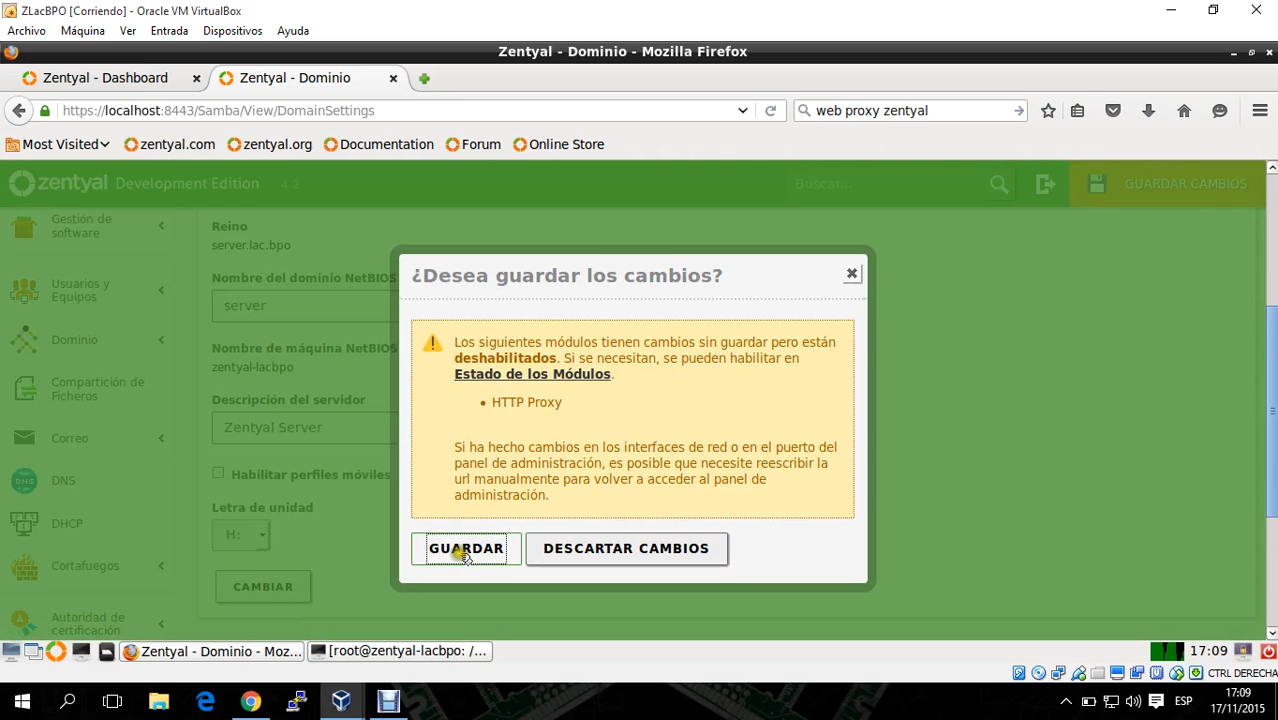 ZLacBPO [Corriendo] - Oracle VM VirtualBox
Archivo Máquina Ver Entrada Dispositivos Ayuda
Zentyal - Dominio - Mozilla Firefox
Zentyal - Dashboard Zentyal - Dominio
https://localhost:8443/Samba/View/DomainSettings web proxy zentyal
Most Visited zentyal.com zentyal.org Documentation Forum Online Store
zentyal Development Edition 4.2 Buscar... GUARDAR CAMBIOS
Gestión de
software
Usuarios y
Equipos
Dominio
Compartición de
Ficheros
Correo
DNS
DHCP
Cortafuegos
Autoridad de
certificación
Reino
server.lac.bpo
Nombre del dominio NetBIOS
server
Nombre de máquina NetBIOS
zentyal-lacbpo
Descripción del servidor
Zentyal Server
Habilitar perfiles móviles
Letra de unidad
H:
CAMBIAR
¿Desea guardar los cambios?
Los siguientes módulos tienen cambios sin guardar pero están
deshabilitados. Si se necesitan, se pueden habilitar en
Estado de los Módulos.
• HTTP Proxy
Si ha hecho cambios en los interfaces de red o en el puerto del
panel de administración, es posible que necesite reescribir la
url manualmente para volver a acceder al panel de
administración.
GUARDAR DESCARTAR CAMBIOS
Zentyal - Dominio - Moz... [root@zentyal-lacbpo: /... 17:09
CTRL DERECHA
ESP 17:09
17/11/2015